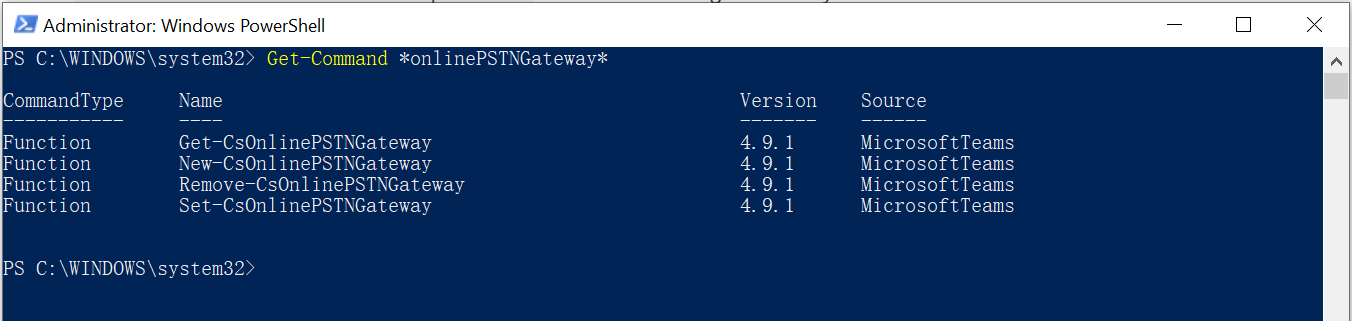 Administrator: Windows PowerShell
PS C:\WINDOWS\system32> Get-Command *onlinePSTNGateway*
CommandType     Name                                               Version    Source
-----------     ----                                               -------    ------
Function        Get-CsOnlinePSTNGateway                            4.9.1      MicrosoftTeams
Function        New-CsOnlinePSTNGateway                            4.9.1      MicrosoftTeams
Function        Remove-CsOnlinePSTNGateway                         4.9.1      MicrosoftTeams
Function        Set-CsOnlinePSTNGateway                            4.9.1      MicrosoftTeams
PS C:\WINDOWS\system32>